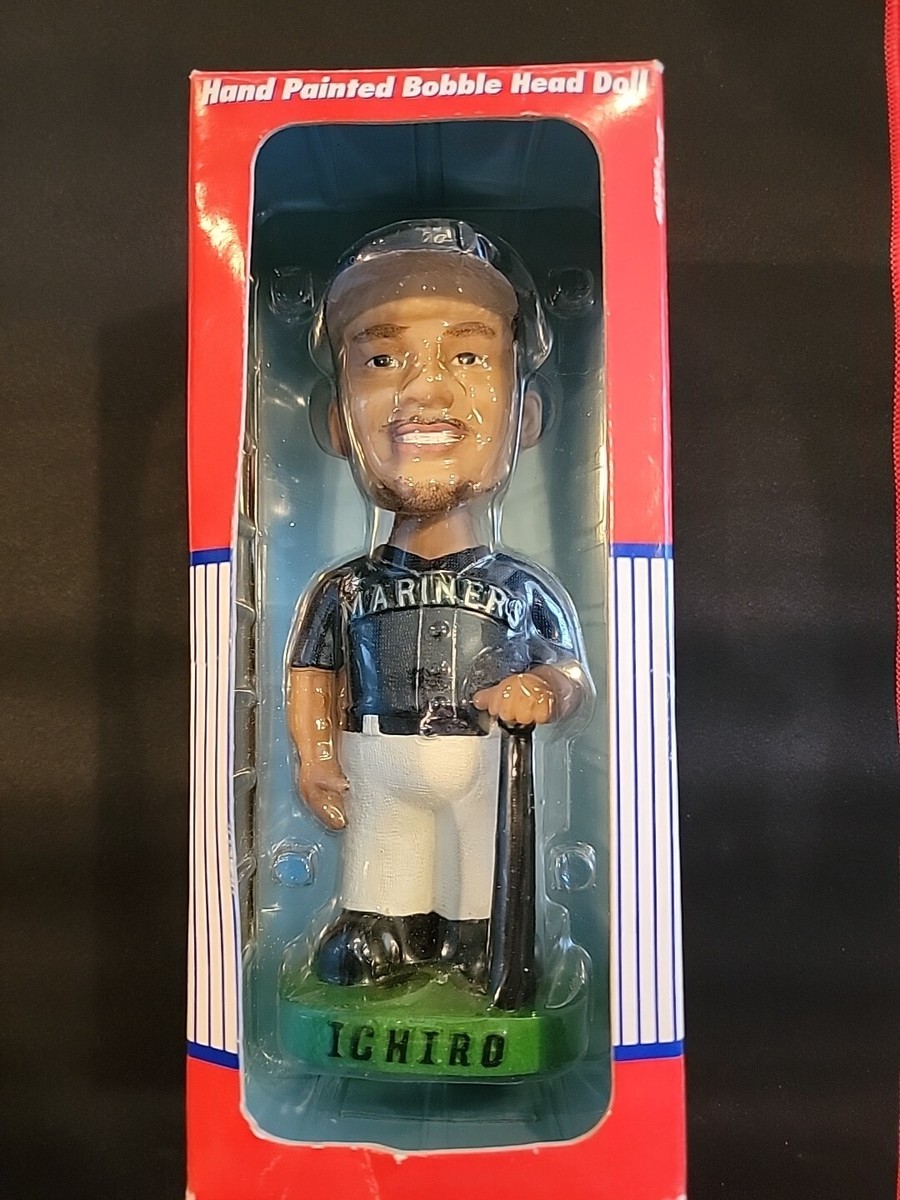 Hand Painted Bobble Head Doll
MARINERS
ICHIRO